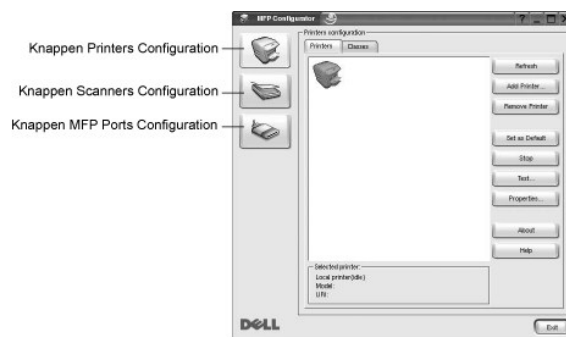 MFP Configurator
Knappen Printers Configuration
Knappen Scanners Configuration
Knappen MFP Ports Configuration
Printers configuration
Printers
Classes
Refresh
Add Printer...
Remove Printer
Set as Default
Stop
Test...
Properties...
About
Help
Selected printer:
Local printer(idle)
Model:
URI:
DELL
Exit